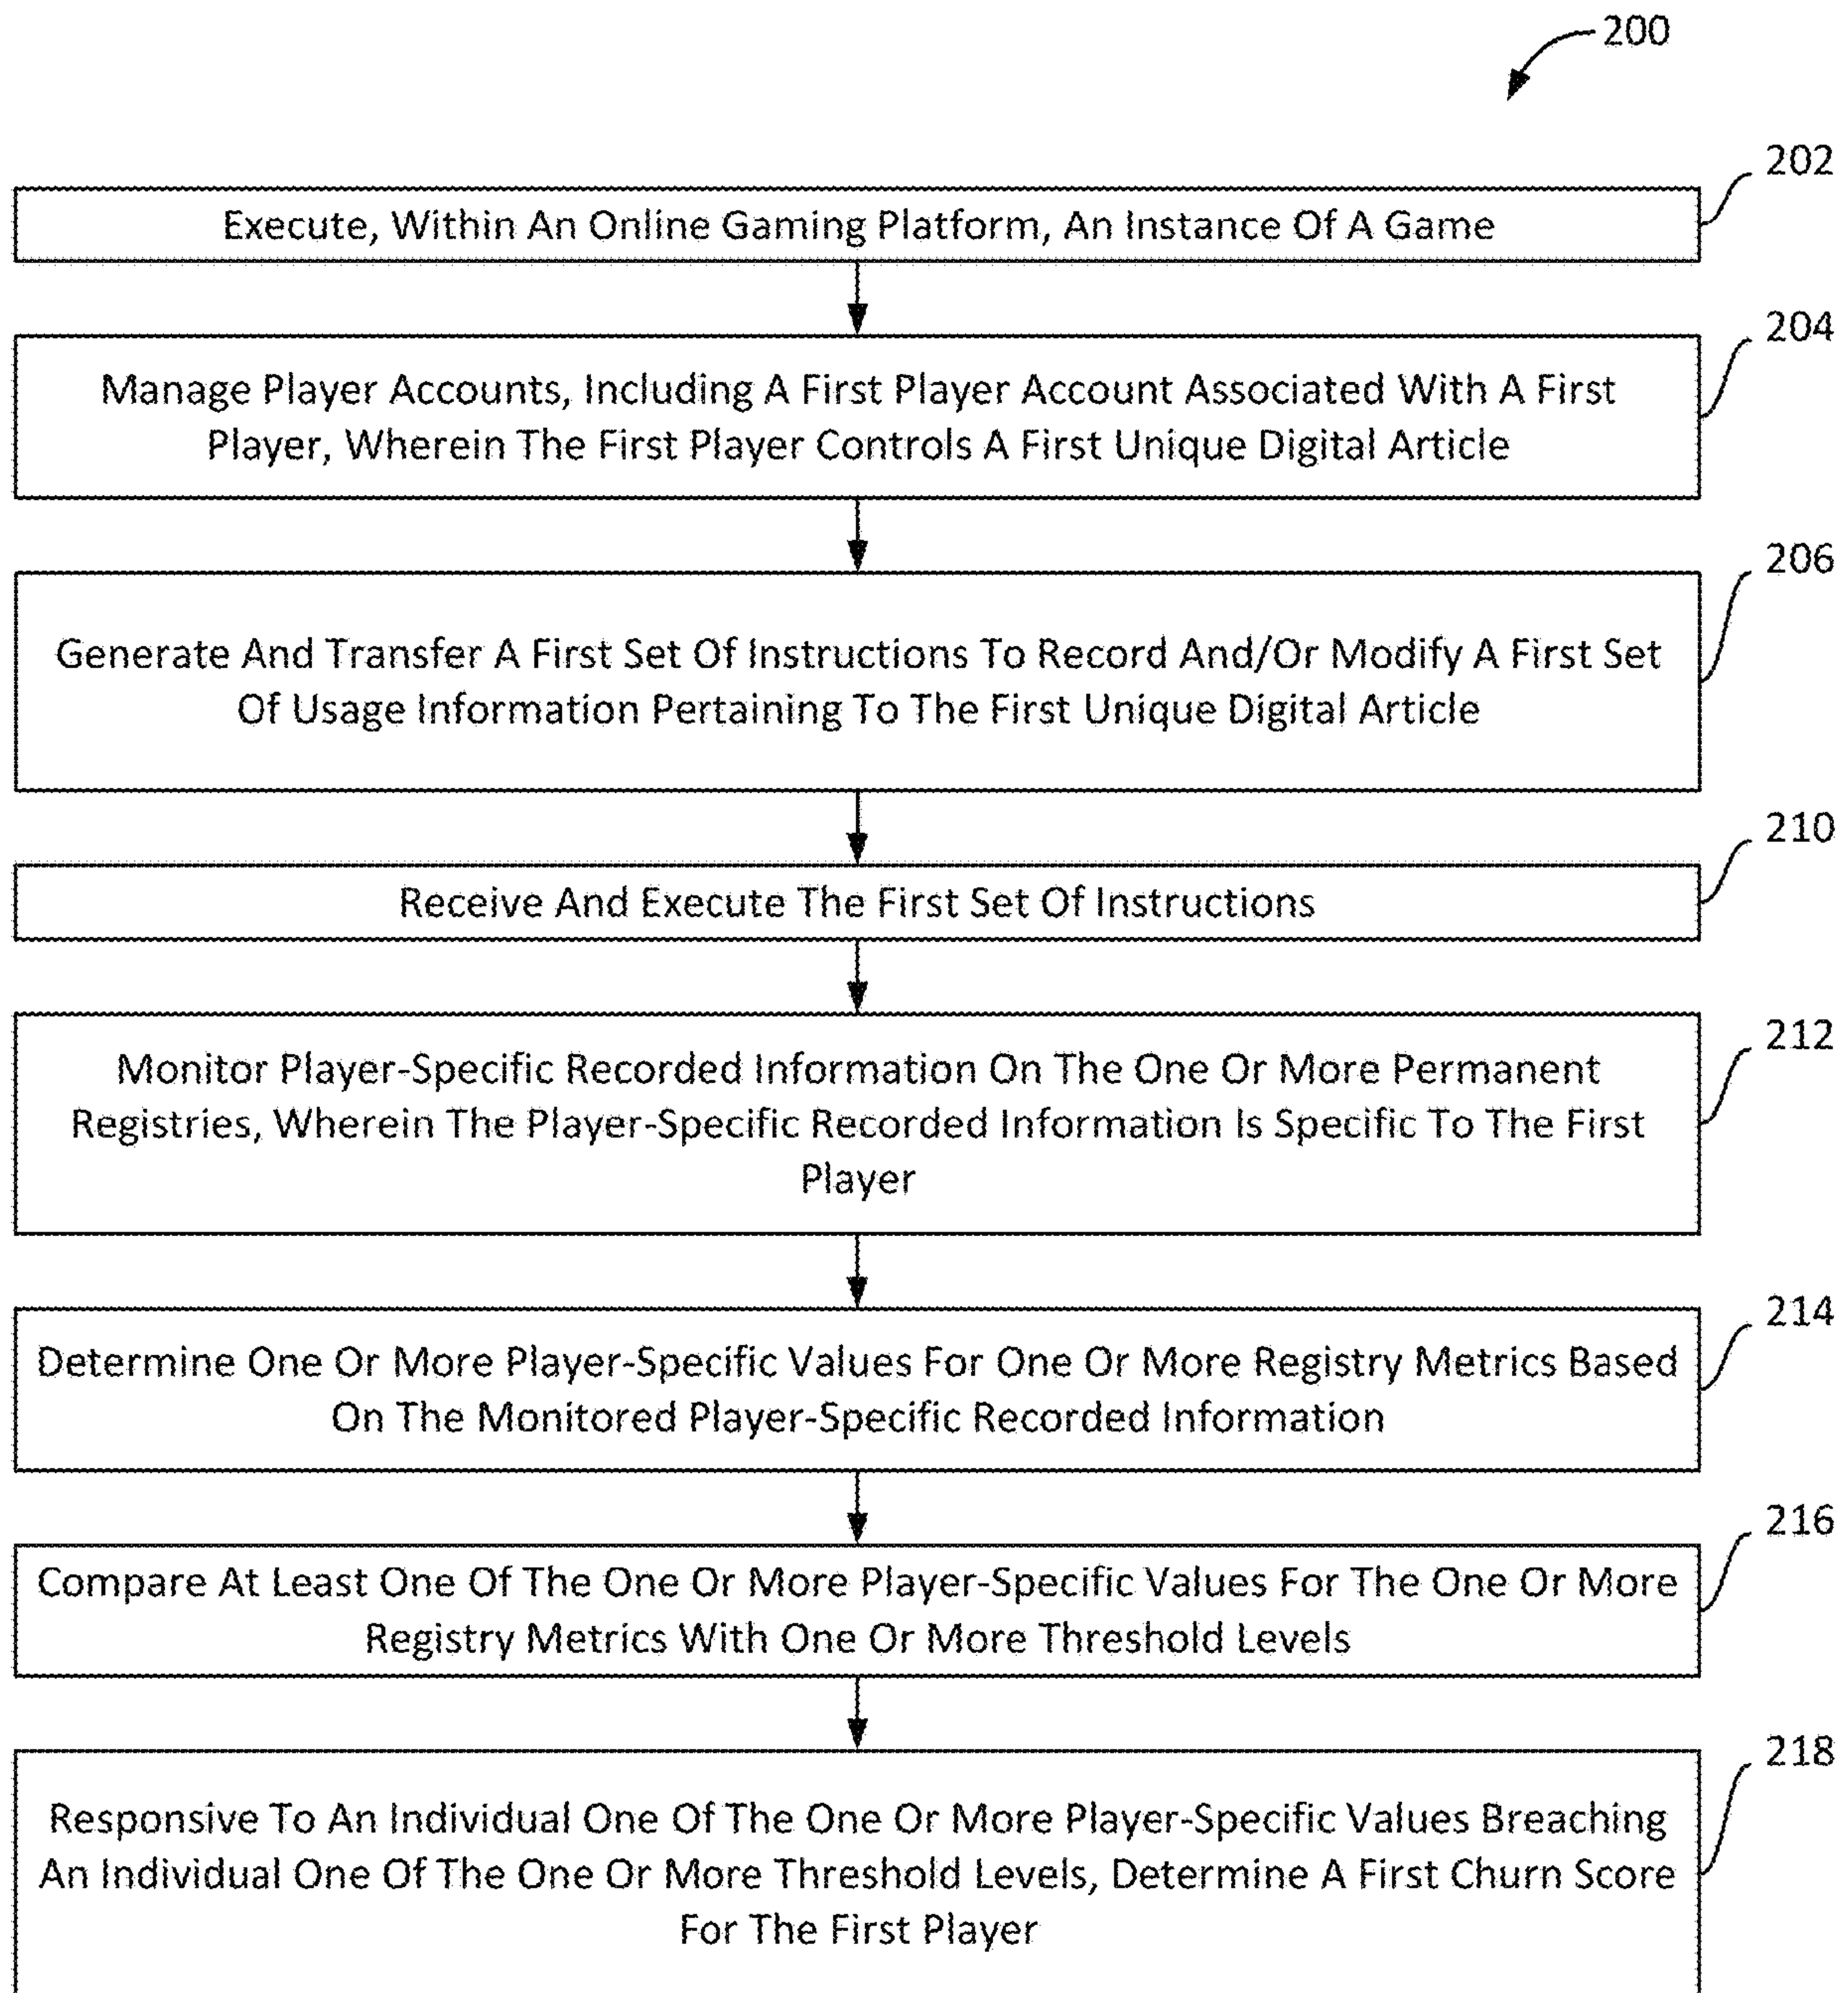 200
202
Execute, Within An Online Gaming Platform, An Instance Of A Game
204
Manage Player Accounts, Including A First Player Account Associated With A First
Player, Wherein The First Player Controls A First Unique Digital Article
206
Generate And Transfer A First Set Of Instructions To Record And/Or Modify A First Set
Of Usage Information Pertaining To The First Unique Digital Article
210
Receive And Execute The First Set Of Instructions
212
Monitor Player-Specific Recorded Information On The One Or More Permanent
Registries, Wherein The Player-Specific Recorded Information Is Specific To The First
Player
214
Determine One Or More Player-Specific Values For One Or More Registry Metrics Based
On The Monitored Player-Specific Recorded Information
216
Compare At Least One Of The One Or More Player-Specific Values For The One Or More
Registry Metrics With One Or More Threshold Levels
218
Responsive To An Individual One Of The One Or More Player-Specific Values Breaching
An Individual One Of The One Or More Threshold Levels, Determine A First Churn Score
For The First Player